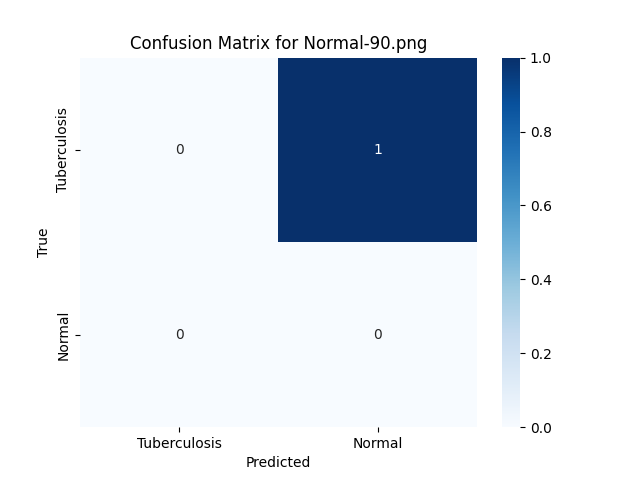 Confusion Matrix for Normal-90.png
True
Tuberculosis
0
1
Normal
0
0
Tuberculosis
Normal
Predicted
1.0
0.8
0.6
0.4
0.2
0.0